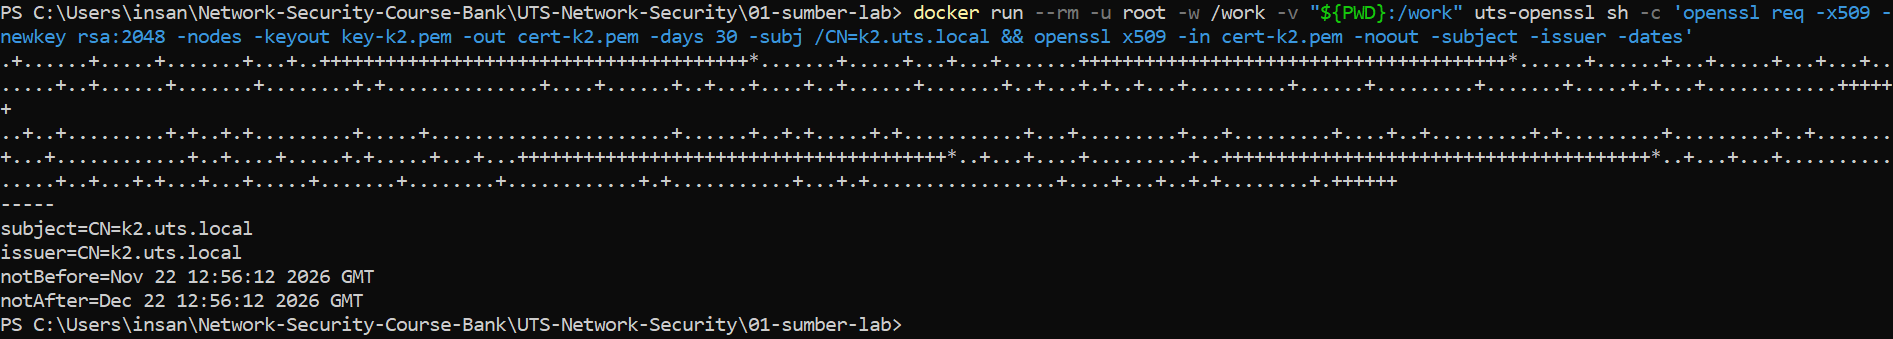 PS C:\Users\insan\Network-Security-Course-Bank\UTS-Network-Security\01-sumber-lab> docker run --rm -u root -w /work -v "${PWD}:/work" uts-openssl sh -c 'openssl req -x509 -
newkey rsa:2048 -nodes -keyout key-k2.pem -out cert-k2.pem -days 30 -subj /CN=k2.uts.local && openssl x509 -in cert-k2.pem -noout -subject -issuer -dates'
-----
subject=CN=k2.uts.local
issuer=CN=k2.uts.local
notBefore=Nov 22 12:56:12 2026 GMT
notAfter=Dec 22 12:56:12 2026 GMT
PS C:\Users\insan\Network-Security-Course-Bank\UTS-Network-Security\01-sumber-lab>